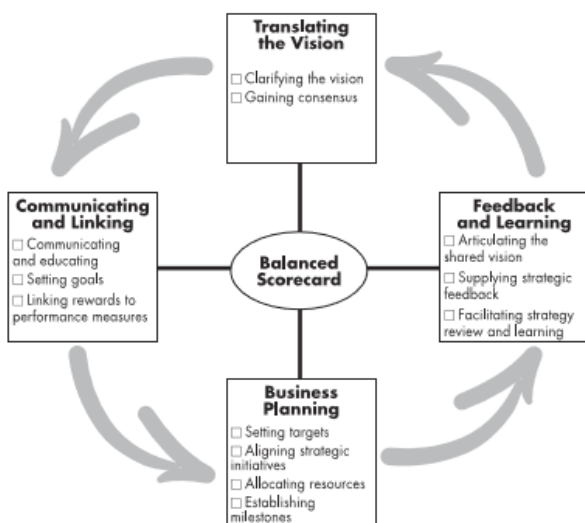 Translating
the Vision
☐ Clarifying the vision
☐ Gaining consensus
Communicating
and Linking
☐ Communicating
and educating
☐ Setting goals
☐ Linking rewards to
performance measures
Balanced
Scorecard
Feedback
and Learning
☐ Articulating the
shared vision
☐ Supplying strategic
feedback
☐ Facilitating strategy
review and learning
Business
Planning
☐ Setting targets
☐ Aligning strategic
initiatives
☐ Allocating resources
☐ Establishing
milestones